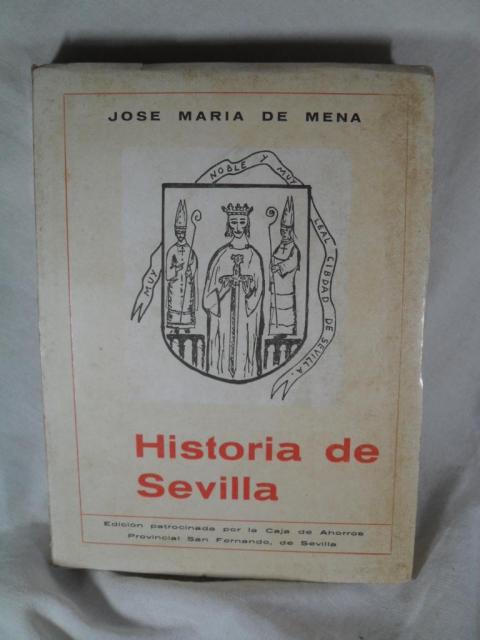 JOSE MARIA DE MENA
MUY NOBLE Y MUY LEAL CIBDAD DE SEVILLA.
Historia de
Sevilla
Edición patrocinada por la Caja de Ahorros
Provincial San Fernando, de Sevilla